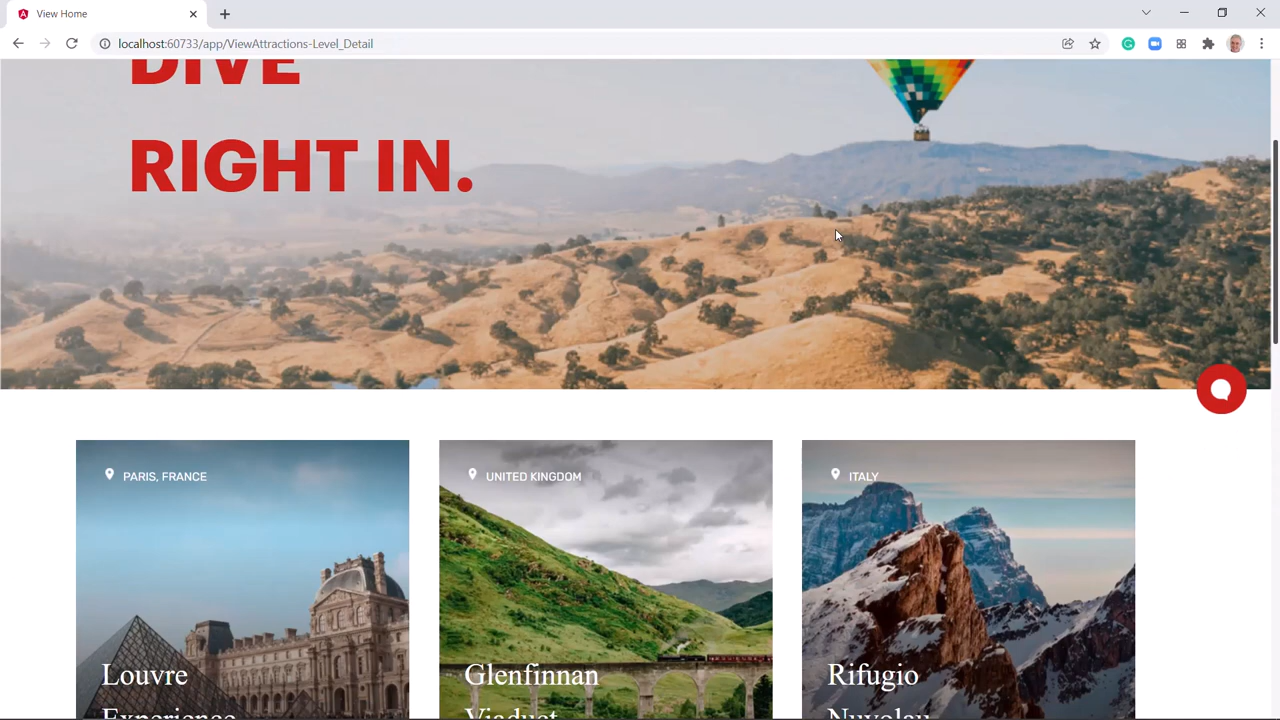 View Home
localhost:60733/app/ViewAttractions-Level_Detail
DIVE
RIGHT IN.
PARIS, FRANCE
UNITED KINGDOM
ITALY
Louvre
Experience
Glenfinnan
Viaduct
Rifugio
Nuvolau